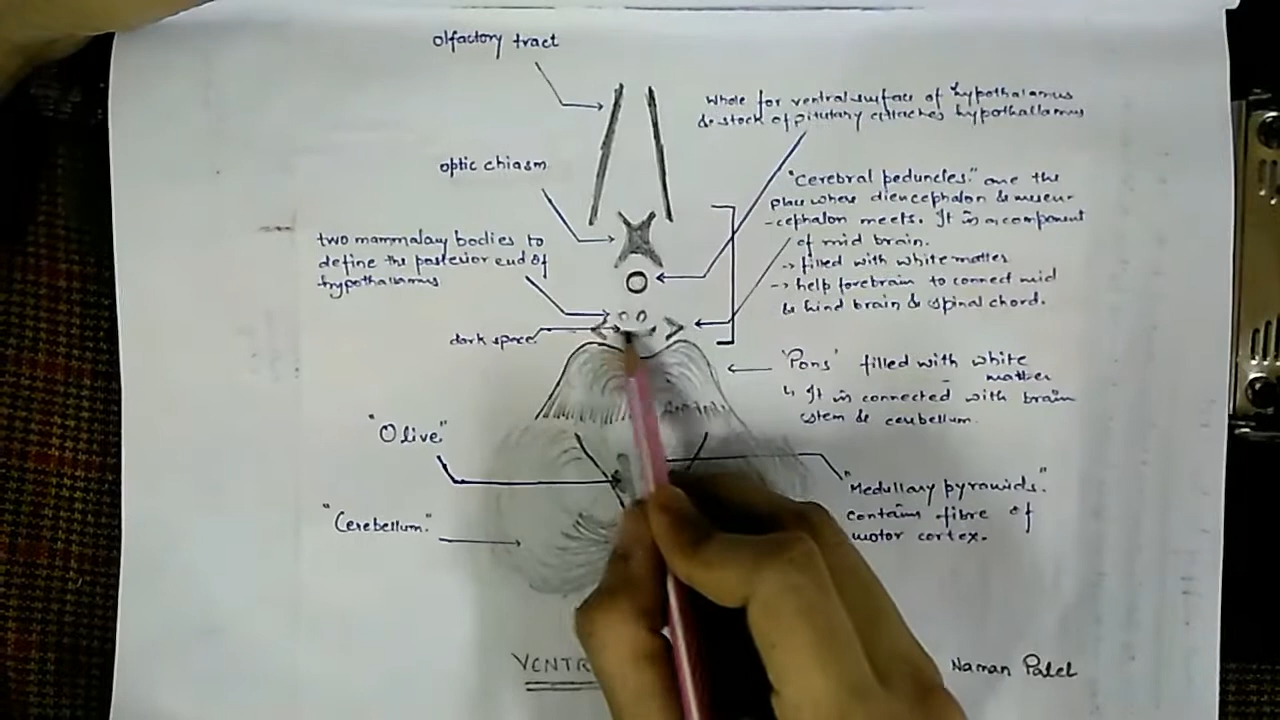 olfactory tract
whole for ventral surface of hypothalamus
& stock of pitutary attaches hypothallamus
optic chiasm
"Cerebral peduncles." are the
place where diencephalon & mesen-
-cephalon meets. It is a component
of mid brain.
-> filled with white matter
-> help forebrain to connect mid
& hind brain & spinal chord.
two mammalary bodies to
define the posterior end of
hypothallamus
dark space
'Pons' filled with white
matter
↳ It is connected with brain
stem & cerebellum.
"Olive"
"Medullary pyramids."
contains fibre of
motor cortex.
"Cerebellum."
VENTR
Naman Patel